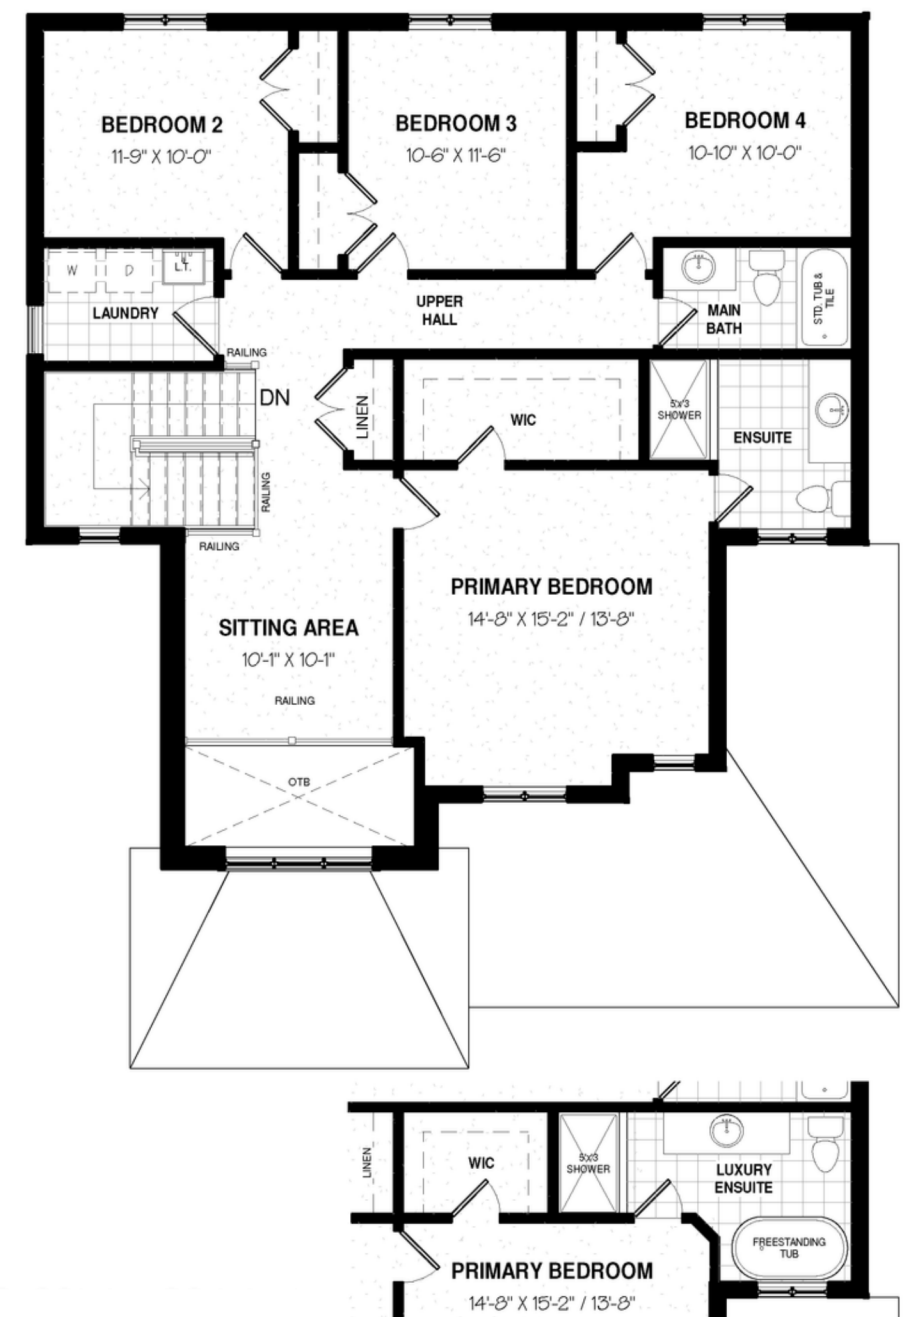 BEDROOM 2
11'-9" X 10'-0"
BEDROOM 3
10'-6" X 11'-6"
BEDROOM 4
10'-10" X 10'-0"
W
D
L.T.
LAUNDRY
UPPER
HALL
MAIN
BATH
STD. TUB &
TILE
RAILING
DN
LINEN
WIC
5'x3'
SHOWER
ENSUITE
RAILING
RAILING
PRIMARY BEDROOM
14'-8" X 15'-2" / 13'-8"
SITTING AREA
10'-1" X 10'-1"
RAILING
OTB
LINEN
WIC
5'x3'
SHOWER
LUXURY
ENSUITE
FREESTANDING
TUB
PRIMARY BEDROOM
14'-8" X 15'-2" / 13'-8"